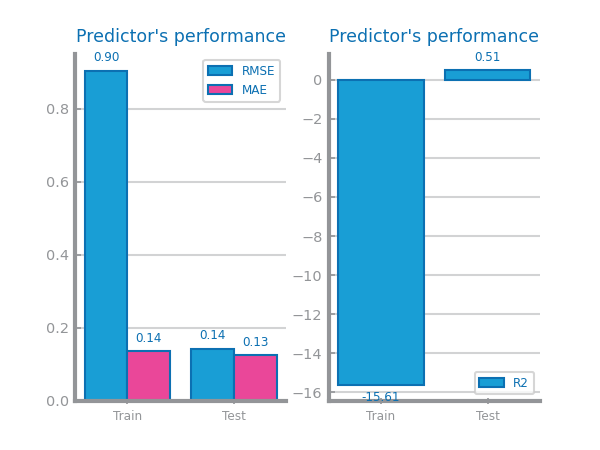 Predictor's performance
0.90
RMSE
MAE
0.8
0.6
0.4
0.2
0.0
0.14
0.14
0.13
Train
Test
Predictor's performance
0.51
0
−2
−4
−6
−8
−10
−12
−14
−16
R2
-15.61
Train
Test